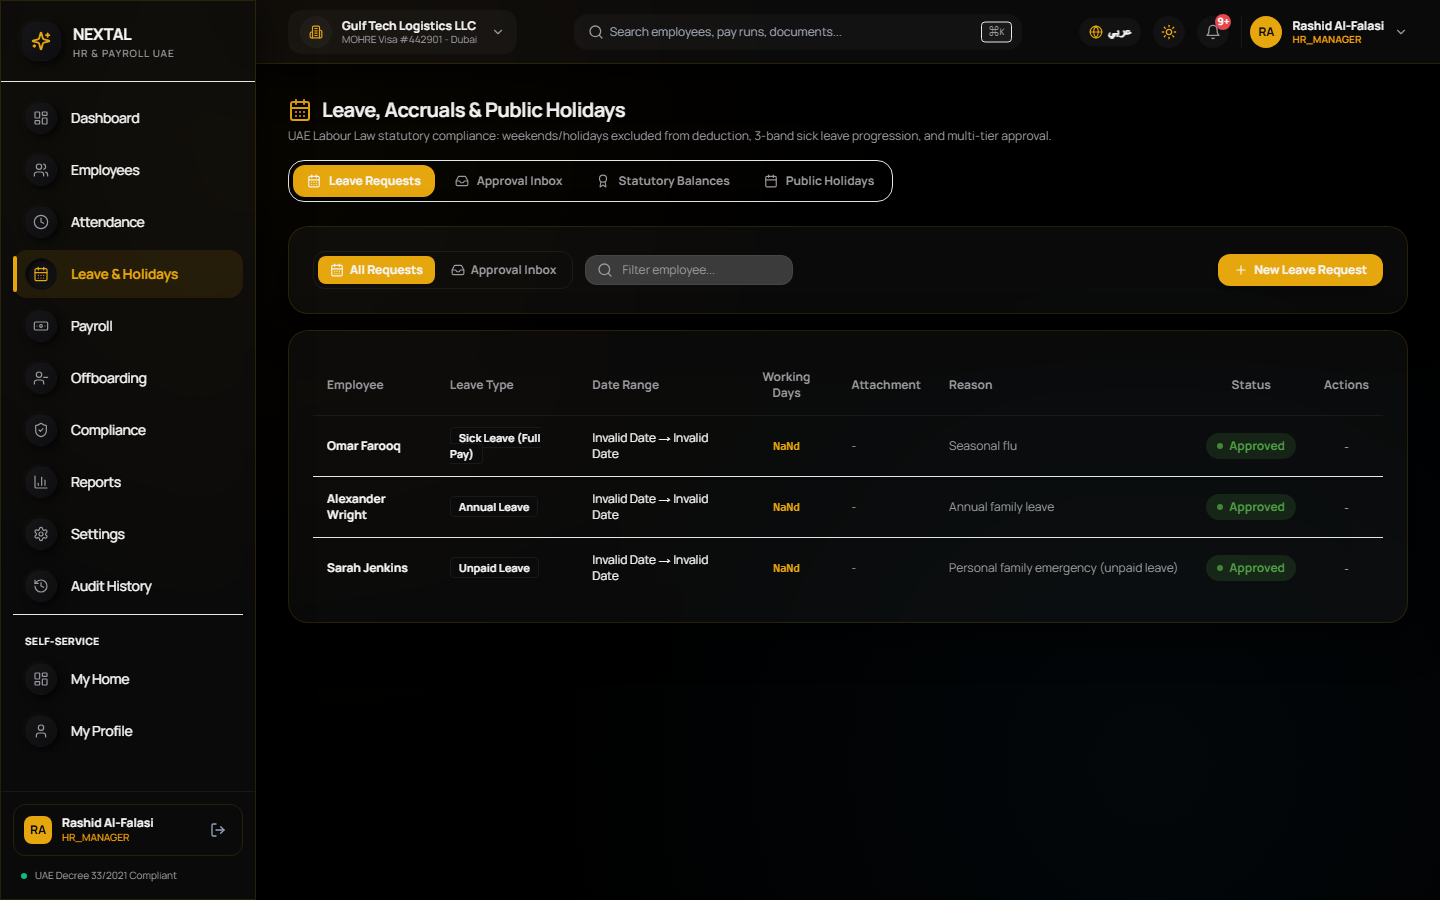 NEXTAL
HR & PAYROLL UAE
Dashboard
Employees
Attendance
Leave & Holidays
Payroll
Offboarding
Compliance
Reports
Settings
Audit History
SELF-SERVICE
My Home
My Profile
RA
Rashid Al-Falasi
HR_MANAGER
UAE Decree 33/2021 Compliant
Gulf Tech Logistics LLC
MOHRE Visa #442901 - Dubai
Search employees, pay runs, documents...
⌘K
عربي
9+
RA
Rashid Al-Falasi
HR_MANAGER
Leave, Accruals & Public Holidays
UAE Labour Law statutory compliance: weekends/holidays excluded from deduction, 3-band sick leave progression, and multi-tier approval.
Leave Requests
Approval Inbox
Statutory Balances
Public Holidays
All Requests
Approval Inbox
Filter employee...
+ New Leave Request
Employee
Leave Type
Date Range
Working
Days
Attachment
Reason
Status
Actions
Omar Farooq
Sick Leave (Full
Pay)
Invalid Date → Invalid
Date
NaNd
-
Seasonal flu
Approved
-
Alexander
Wright
Annual Leave
Invalid Date → Invalid
Date
NaNd
-
Annual family leave
Approved
-
Sarah Jenkins
Unpaid Leave
Invalid Date → Invalid
Date
NaNd
-
Personal family emergency (unpaid leave)
Approved
-